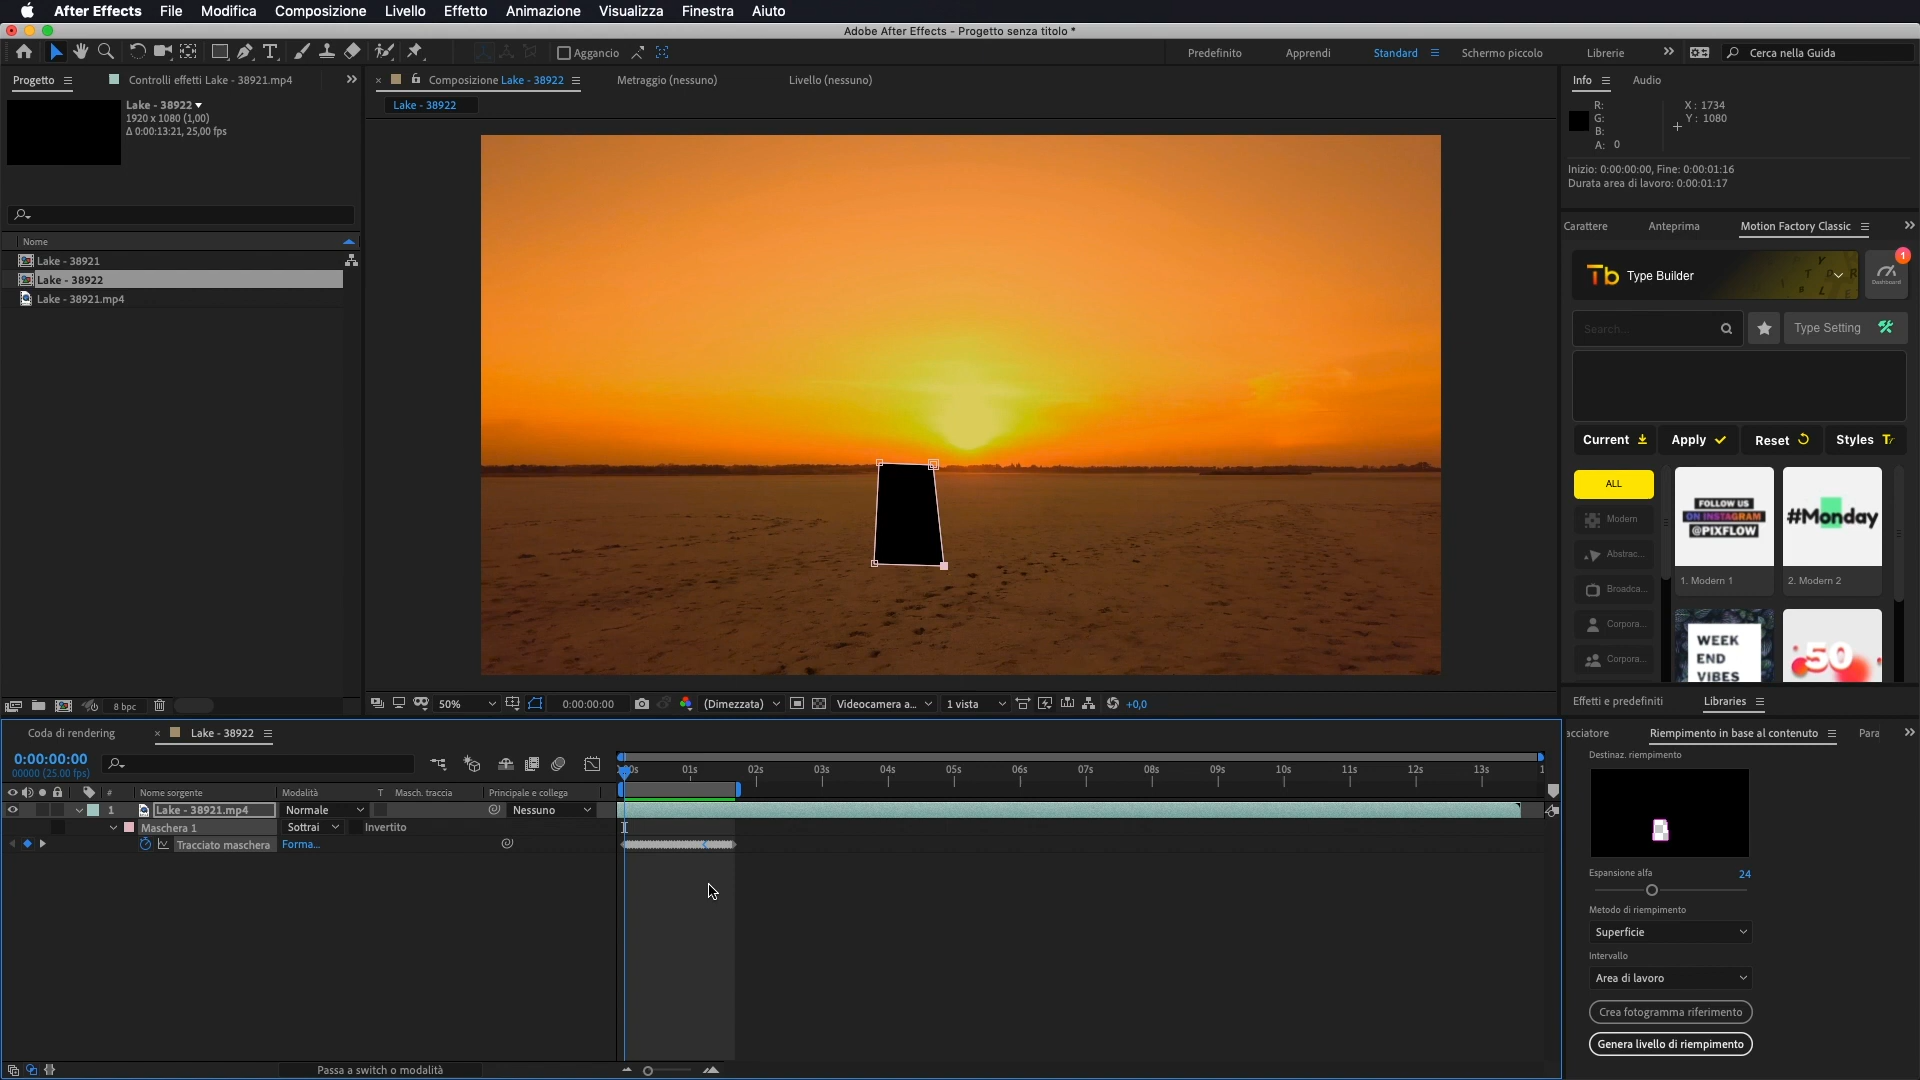 After Effects File Modifica Composizione Livello Effetto Animazione Visualizza Finestra Aiuto
Adobe After Effects - Progetto senza titolo *
Aggancio
Predefinito Apprendi Standard Schermo piccolo Librerie
Cerca nella Guida
Progetto
Controlli effetti Lake - 38921.mp4
Composizione Lake - 38922
Metraggio (nessuno)
Livello (nessuno)
Lake - 38922
Lake - 38922
1920 x 1080 (1,00)
Δ 0:00:13:21, 25,00 fps
Nome
Lake - 38921
Lake - 38922
Lake - 38921.mp4
8 bpc
50%
0:00:00:00
(Dimezzata)
Videocamera a...
1 vista
+0,0
Info Audio
R:
G:
B:
A: 0
X : 1734
Y : 1080
Inizio: 0:00:00:00, Fine: 0:00:01:16
Durata area di lavoro: 0:00:01:17
Carattere Anteprima Motion Factory Classic
Tb Type Builder
1
Dashboard
Search...
Type Setting
Current Apply Reset Styles
ALL
Modern
Abstrac...
Broadca...
Corpora...
Corpora...
FOLLOW US
ON INSTAGRAM
@PIXFLOW
1. Modern 1
#Monday
2. Modern 2
WEEK
END
VIBES
50
Effetti e predefiniti Libraries
Coda di rendering
Lake - 38922
0:00:00:00
00000 (25.00 fps)
# Nome sorgente Modalità T Masch. traccia Principale e collega
1 Lake - 38921.mp4 Normale Nessuno
Maschera 1 Sottrai Invertito
Tracciato maschera Forma...
01s 02s 03s 04s 05s 06s 07s 08s 09s 10s 11s 12s 13s
Passa a switch o modalità
acciatore Riempimento in base al contenuto Para
Destinaz. riempimento
Espansione alfa 24
Metodo di riempimento
Superficie
Intervallo
Area di lavoro
Crea fotogramma riferimento
Genera livello di riempimento